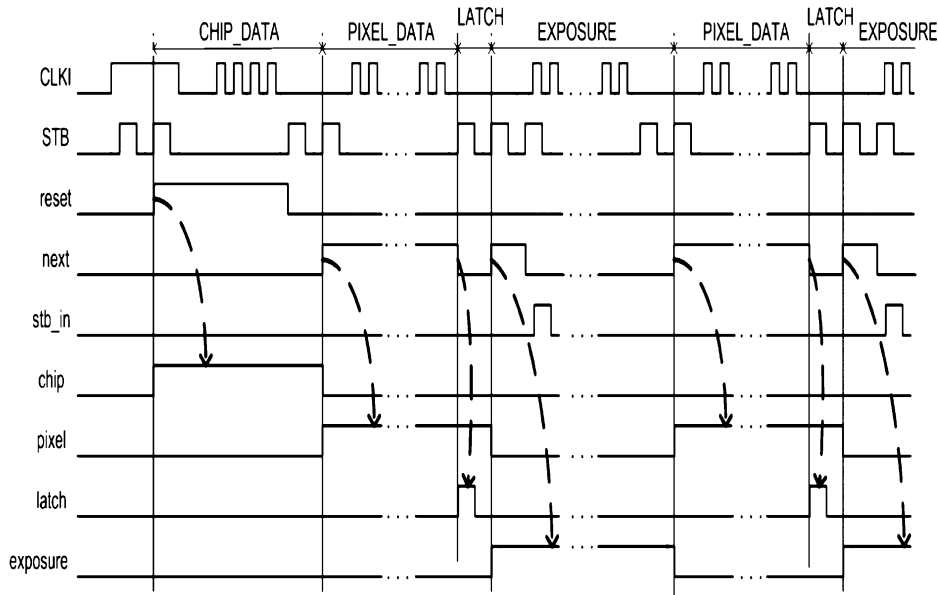 LATCH LATCH
CHIP_DATA PIXEL_DATA EXPOSURE PIXEL_DATA EXPOSURE
CLKI
STB
reset
next
stb_in
chip
pixel
latch
exposure